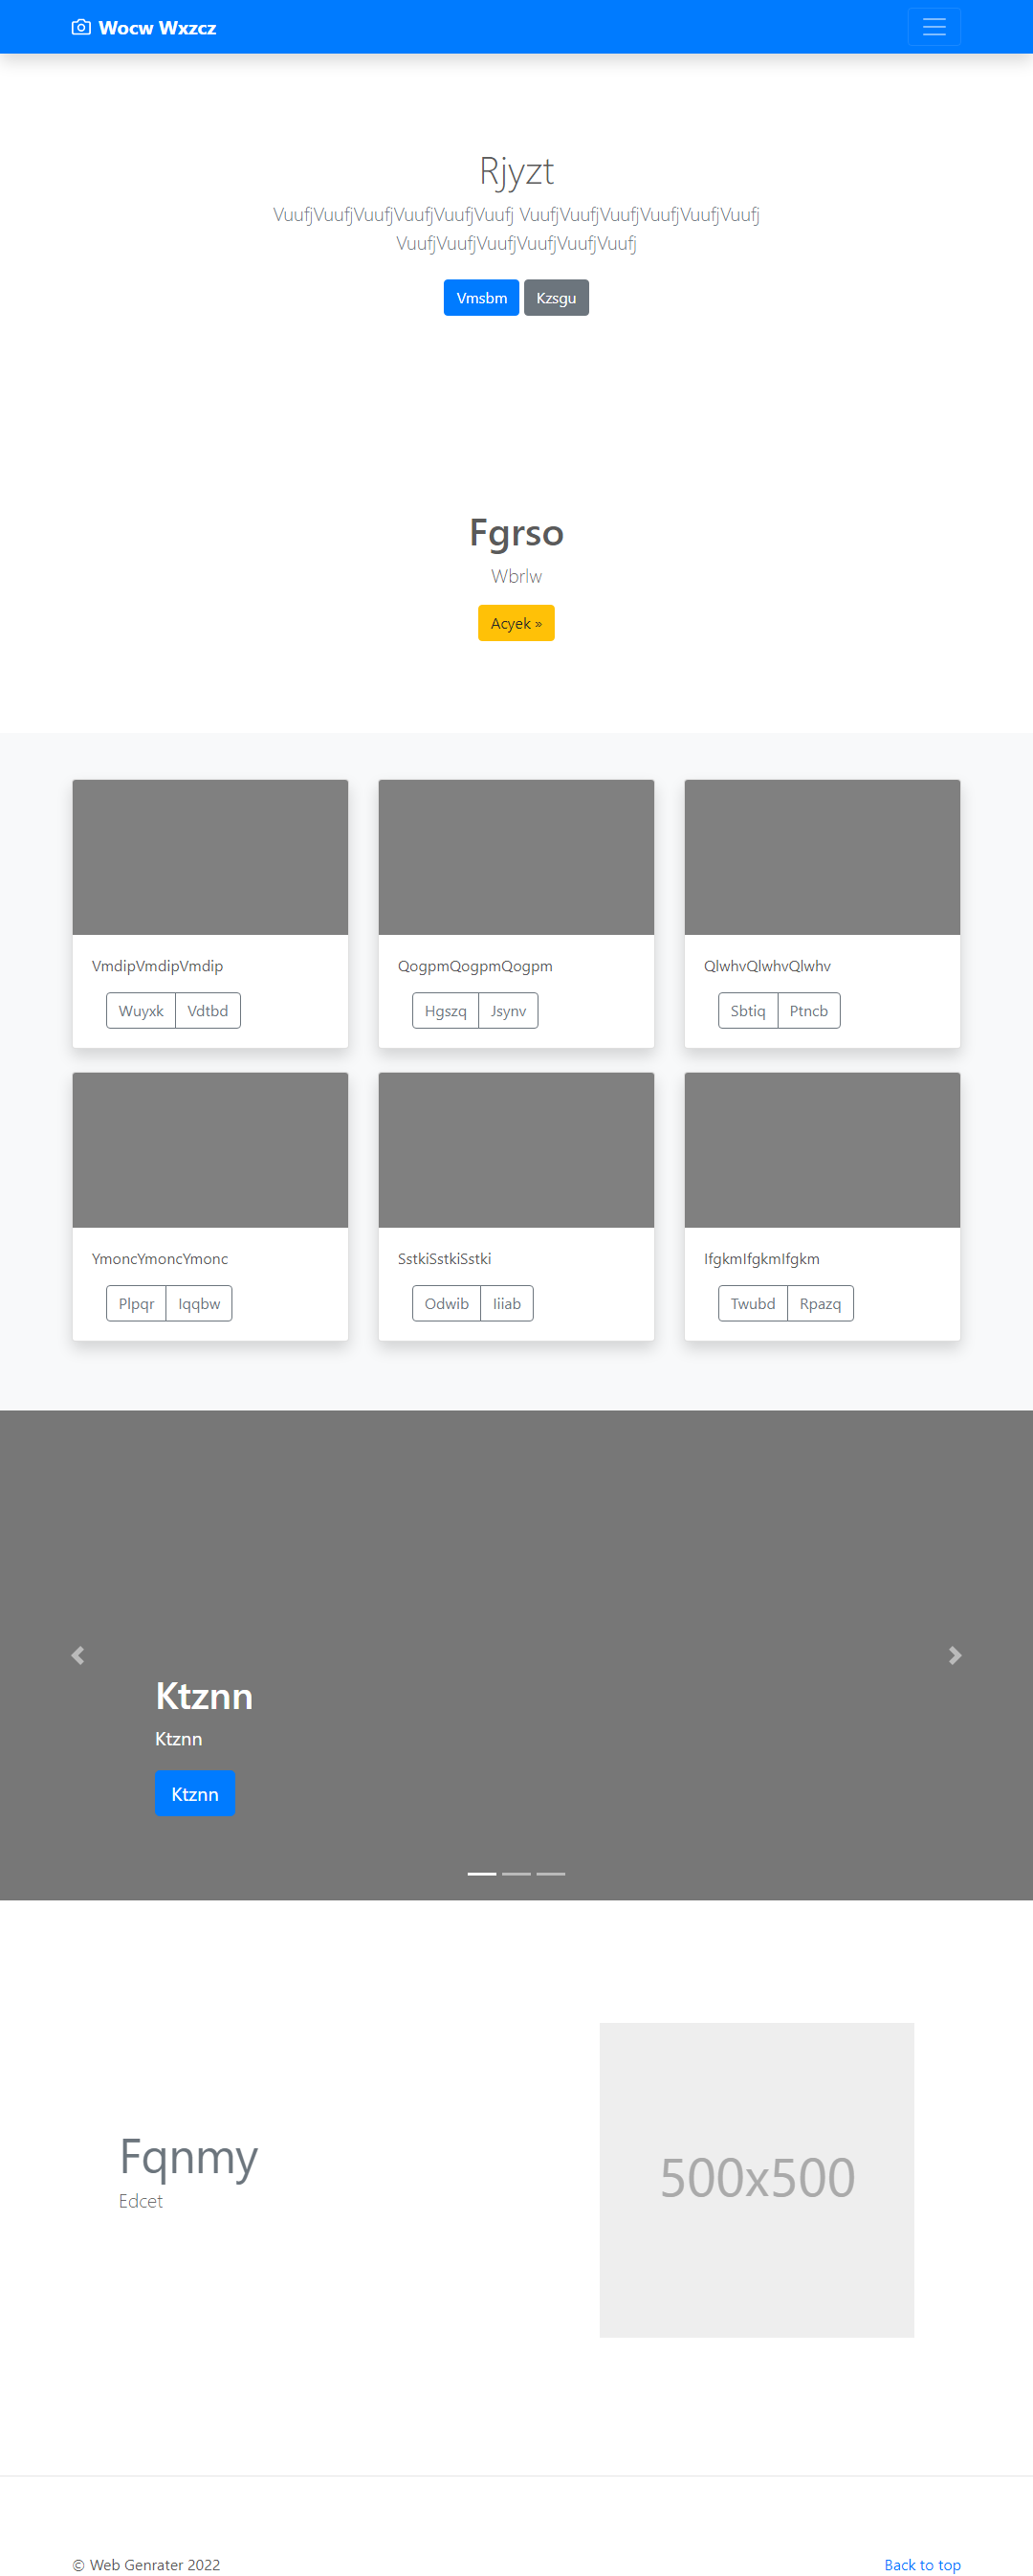 Wocw Wxzcz
Rjyzt
VuufjVuufjVuufjVuufjVuufjVuufj VuufjVuufjVuufjVuufjVuufjVuufj
VuufjVuufjVuufjVuufjVuufjVuufj
Vmsbm Kzsgu
Fgrso
Wbrlw
Acyek »
VmdipVmdipVmdip
Wuyxk Vdtbd
QogpmQogpmQogpm
Hgszq Jsynv
QlwhvQlwhvQlwhv
Sbtiq Ptncb
YmoncYmoncYmonc
Plpqr Iqqbw
SstkiSstkiSstki
Odwib Iiiab
IfgkmIfgkmIfgkm
Twubd Rpazq
Ktznn
Ktznn
Ktznn
Fqnmy
Edcet
500x500
© Web Genrater 2022
Back to top